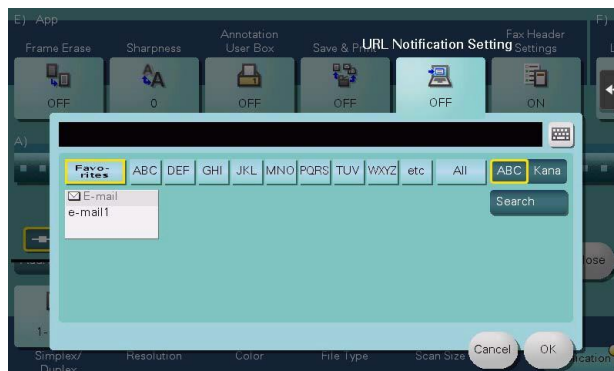 E) App
F)
Annotation
Fax Header
Frame Erase
Sharpness
User Box
Save & Print
URL Notification Setting
Settings
OFF
0
OFF
OFF
OFF
ON
A)
Favo-
rites
ABC
DEF
GHI
JKL
MNO
PQRS
TUV
WXYZ
etc
All
ABC
Kana
E-mail
e-mail1
Search
Cancel
OK
Simplex/
Duplex
Resolution
Color
File Type
Scan Size